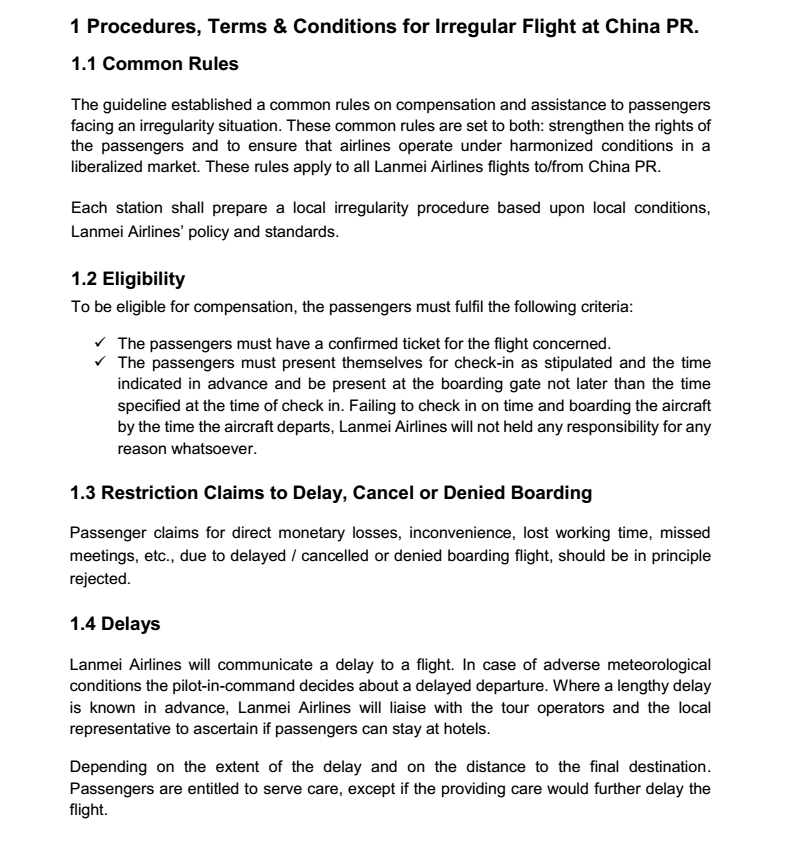 1 Procedures, Terms & Conditions for Irregular Flight at China PR.
1.1 Common Rules
The guideline established a common rules on compensation and assistance to passengers
facing an irregularity situation. These common rules are set to both: strengthen the rights of
the passengers and to ensure that airlines operate under harmonized conditions in a
liberalized market. These rules apply to all Lanmei Airlines flights to/from China PR.
Each station shall prepare a local irregularity procedure based upon local conditions,
Lanmei Airlines' policy and standards.
1.2 Eligibility
To be eligible for compensation, the passengers must fulfil the following criteria:
✓ The passengers must have a confirmed ticket for the flight concerned.
✓ The passengers must present themselves for check-in as stipulated and the time
indicated in advance and be present at the boarding gate not later than the time
specified at the time of check in. Failing to check in on time and boarding the aircraft
by the time the aircraft departs, Lanmei Airlines will not held any responsibility for any
reason whatsoever.
1.3 Restriction Claims to Delay, Cancel or Denied Boarding
Passenger claims for direct monetary losses, inconvenience, lost working time, missed
meetings, etc., due to delayed / cancelled or denied boarding flight, should be in principle
rejected.
1.4 Delays
Lanmei Airlines will communicate a delay to a flight. In case of adverse meteorological
conditions the pilot-in-command decides about a delayed departure. Where a lengthy delay
is known in advance, Lanmei Airlines will liaise with the tour operators and the local
representative to ascertain if passengers can stay at hotels.
Depending on the extent of the delay and on the distance to the final destination.
Passengers are entitled to serve care, except if the providing care would further delay the
flight.